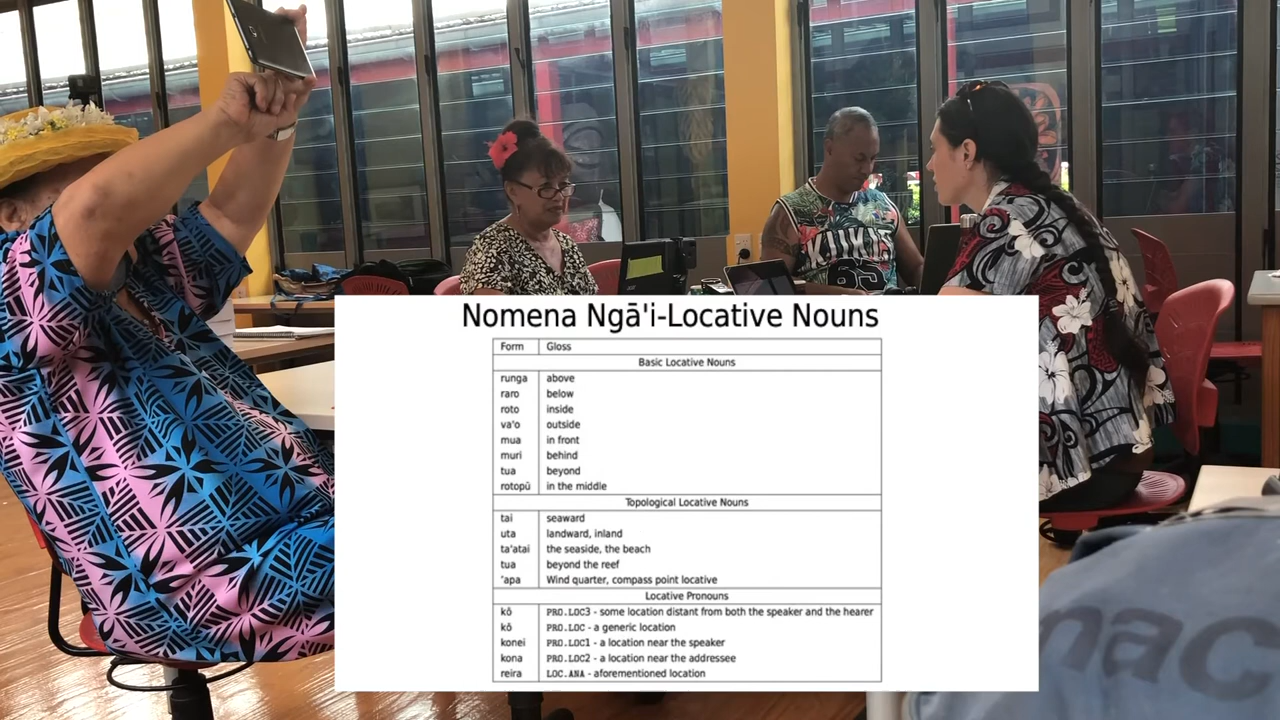 KUKI
63
Nomena Ngā'i-Locative Nouns
Form Gloss
Basic Locative Nouns
runga above
raro below
roto inside
va'o outside
mua in front
muri behind
tua beyond
rotopū in the middle
Topological Locative Nouns
tai seaward
uta landward, inland
ta'atai the seaside, the beach
tua beyond the reef
'apa Wind quarter, compass point locative
Locative Pronouns
kō PRO.LOC3 - some location distant from both the speaker and the hearer
kō PRO.LOC - a generic location
konei PRO.LOC1 - a location near the speaker
kona PRO.LOC2 - a location near the addressee
reira LOC.ANA - aforementioned location